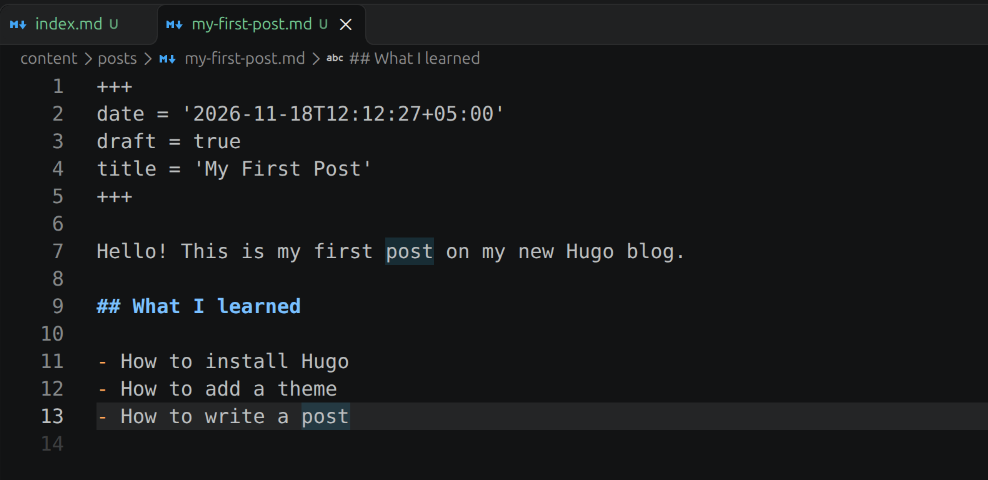 index.md U my-first-post.md U
content > posts > my-first-post.md > abc ## What I learned
1 +++
2 date = '2026-11-18T12:12:27+05:00'
3 draft = true
4 title = 'My First Post'
5 +++
6
7 Hello! This is my first post on my new Hugo blog.
8
9 ## What I learned
10
11 - How to install Hugo
12 - How to add a theme
13 - How to write a post
14